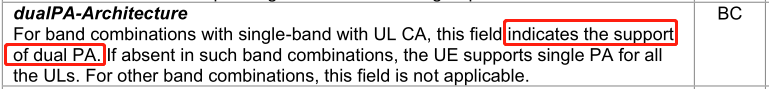 dualPA-Architecture
BC
For band combinations with single-band with UL CA, this field indicates the support
of dual PA. If absent in such band combinations, the UE supports single PA for all
the ULs. For other band combinations, this field is not applicable.